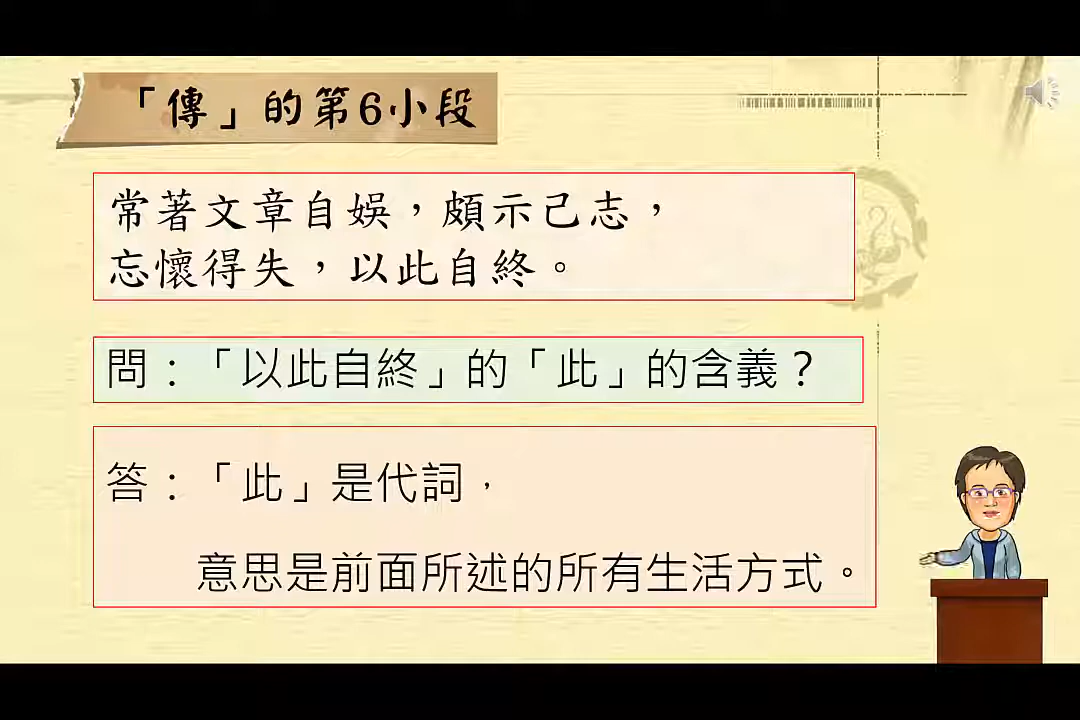 「傳」的第6小段
常著文章自娛，頗示己志，
忘懷得失，以此自終。
問：「以此自終」的「此」的含義？
答：「此」是代詞，
意思是前面所述的所有生活方式。